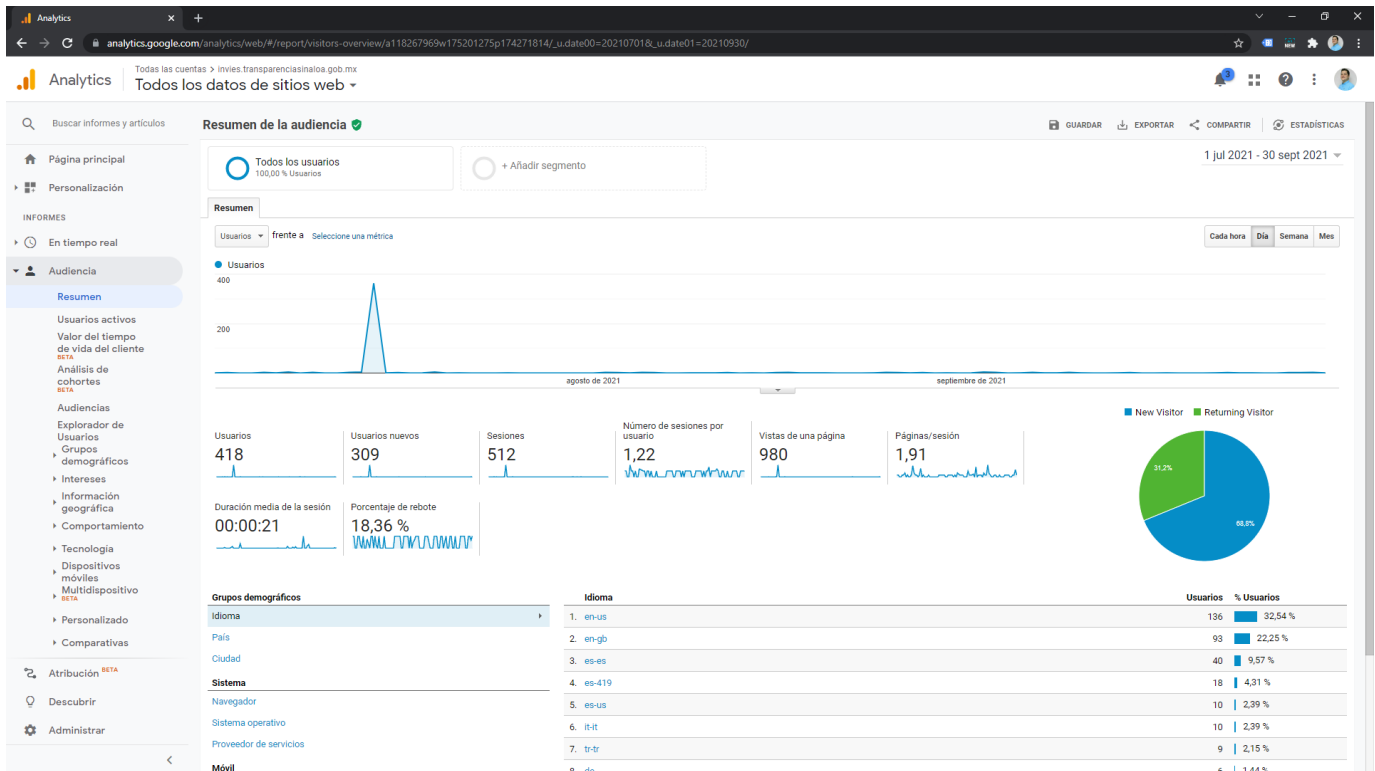 Analytics
analytics.google.com/analytics/web/#/report/visitors-overview/a118267969w175201275p174271814/_u.date00=20210701&_u.date01=20210930/
NEW
Analytics
Todas las cuentas > invies.transparenciasinaloa.gob.mx
Todos los datos de sitios web
3
Buscar informes y artículos
Página principal
Personalización
INFORMES
En tiempo real
Audiencia
Resumen
Usuarios activos
Valor del tiempo
de vida del cliente
BETA
Análisis de
cohortes
BETA
Audiencias
Explorador de
Usuarios
Grupos
demográficos
Intereses
Información
geográfica
Comportamiento
Tecnología
Dispositivos
móviles
Multidispositivo
BETA
Personalizado
Comparativas
Atribución BETA
Descubrir
Administrar
Resumen de la audiencia
GUARDAR EXPORTAR COMPARTIR ESTADÍSTICAS
Todos los usuarios
100,00 % Usuarios
+ Añadir segmento
1 jul 2021 - 30 sept 2021
Resumen
Usuarios frente a Seleccione una métrica
Cada hora Día Semana Mes
Usuarios
400
200
agosto de 2021 septiembre de 2021
New Visitor Returning Visitor
31,2%
68,8%
Usuarios
418
Usuarios nuevos
309
Sesiones
512
Número de sesiones por
usuario
1,22
Vistas de una página
980
Páginas/sesión
1,91
Duración media de la sesión
00:00:21
Porcentaje de rebote
18,36 %
Grupos demográficos
Idioma
País
Ciudad
Sistema
Navegador
Sistema operativo
Proveedor de servicios
Móvil
Idioma Usuarios % Usuarios
1. en-us 136 32,54 %
2. en-gb 93 22,25 %
3. es-es 40 9,57 %
4. es-419 18 4,31 %
5. es-us 10 2,39 %
6. it-it 10 2,39 %
7. tr-tr 9 2,15 %
8. de 6 1,44 %